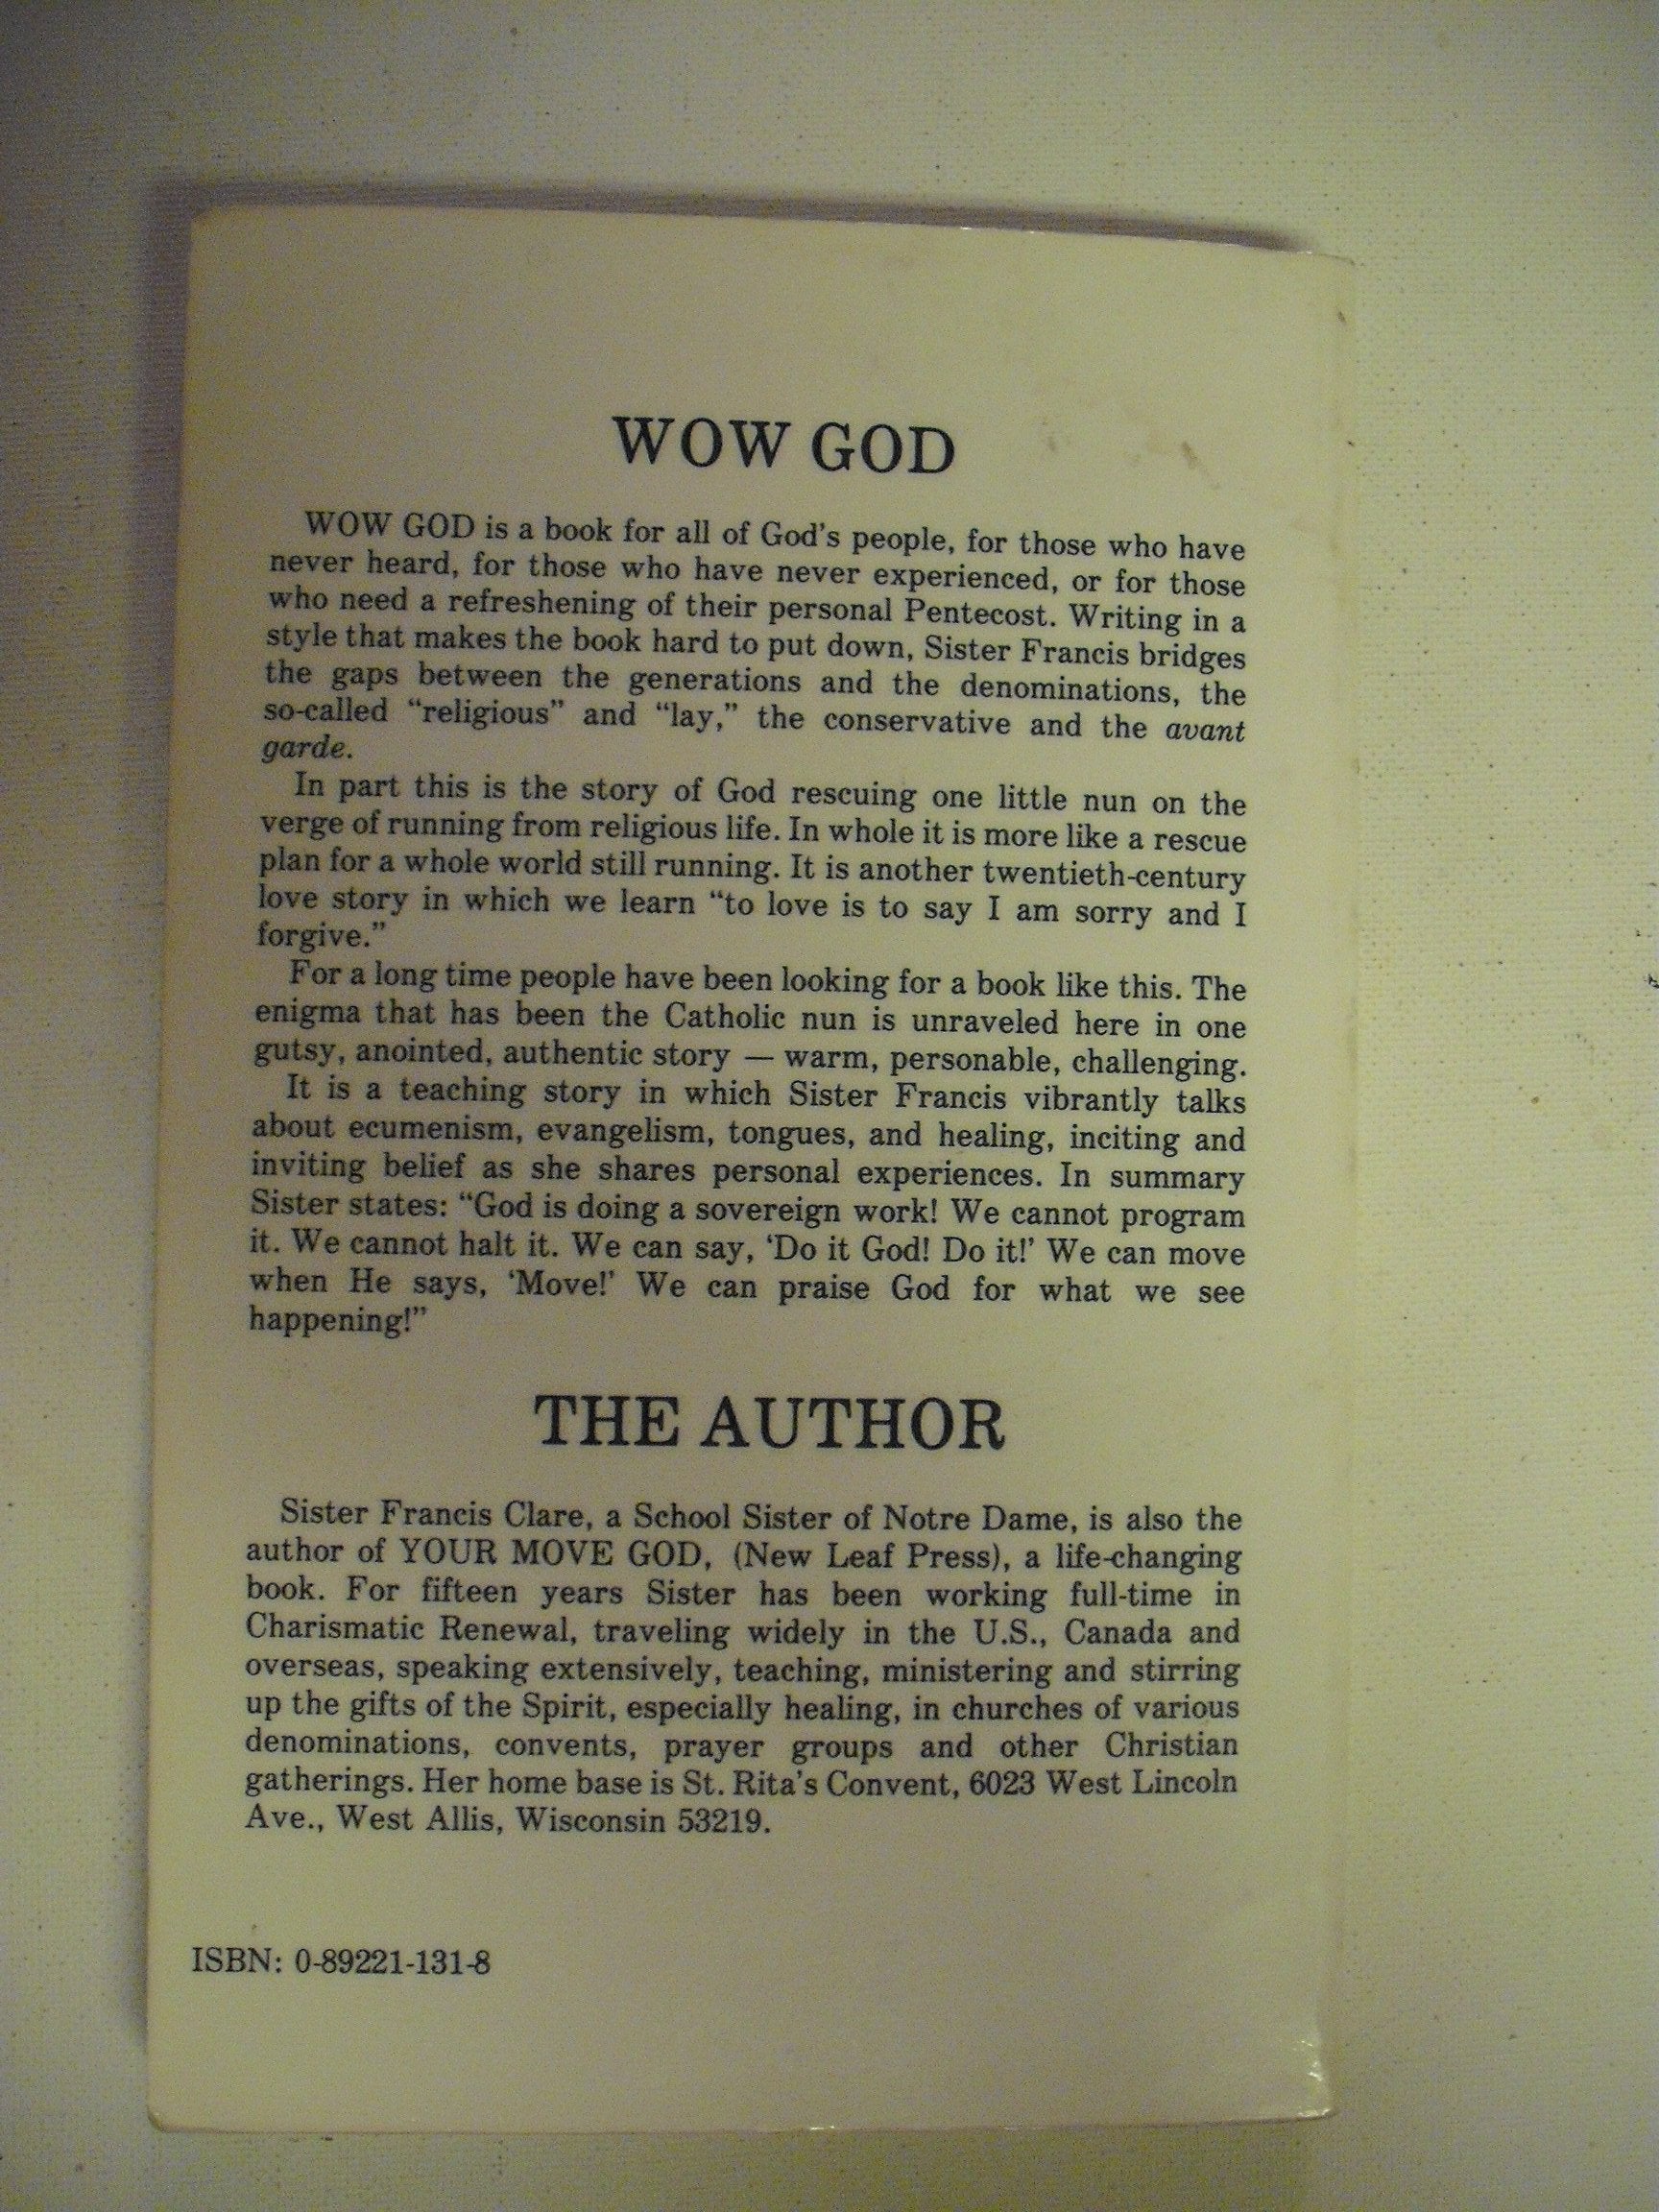 WOW GOD
WOW GOD is a book for all of God's people, for those who have
never heard, for those who have never experienced, or for those
who need a refreshening of their personal Pentecost. Writing in a
style that makes the book hard to put down, Sister Francis bridges
the gaps between the generations and the denominations, the
so-called “religious” and “lay,” the conservative and the avant
garde.
In part this is the story of God rescuing one little nun on the
verge of running from religious life. In whole it is more like a rescue
plan for a whole world still running. It is another twentieth-century
love story in which we learn “to love is to say I am sorry and I
forgive.”
For a long time people have been looking for a book like this. The
enigma that has been the Catholic nun is unraveled here in one
gutsy, anointed, authentic story — warm, personable, challenging.
It is a teaching story in which Sister Francis vibrantly talks
about ecumenism, evangelism, tongues, and healing, inciting and
inviting belief as she shares personal experiences. In summary
Sister states: “God is doing a sovereign work! We cannot program
it. We cannot halt it. We can say, ‘Do it God! Do it!’ We can move
when He says, ‘Move!’ We can praise God for what we see
happening!”
THE AUTHOR
Sister Francis Clare, a School Sister of Notre Dame, is also the
author of YOUR MOVE GOD, (New Leaf Press), a life-changing
book. For fifteen years Sister has been working full-time in
Charismatic Renewal, traveling widely in the U.S., Canada and
overseas, speaking extensively, teaching, ministering and stirring
up the gifts of the Spirit, especially healing, in churches of various
denominations, convents, prayer groups and other Christian
gatherings. Her home base is St. Rita's Convent, 6023 West Lincoln
Ave., West Allis, Wisconsin 53219.
ISBN: 0-89221-131-8